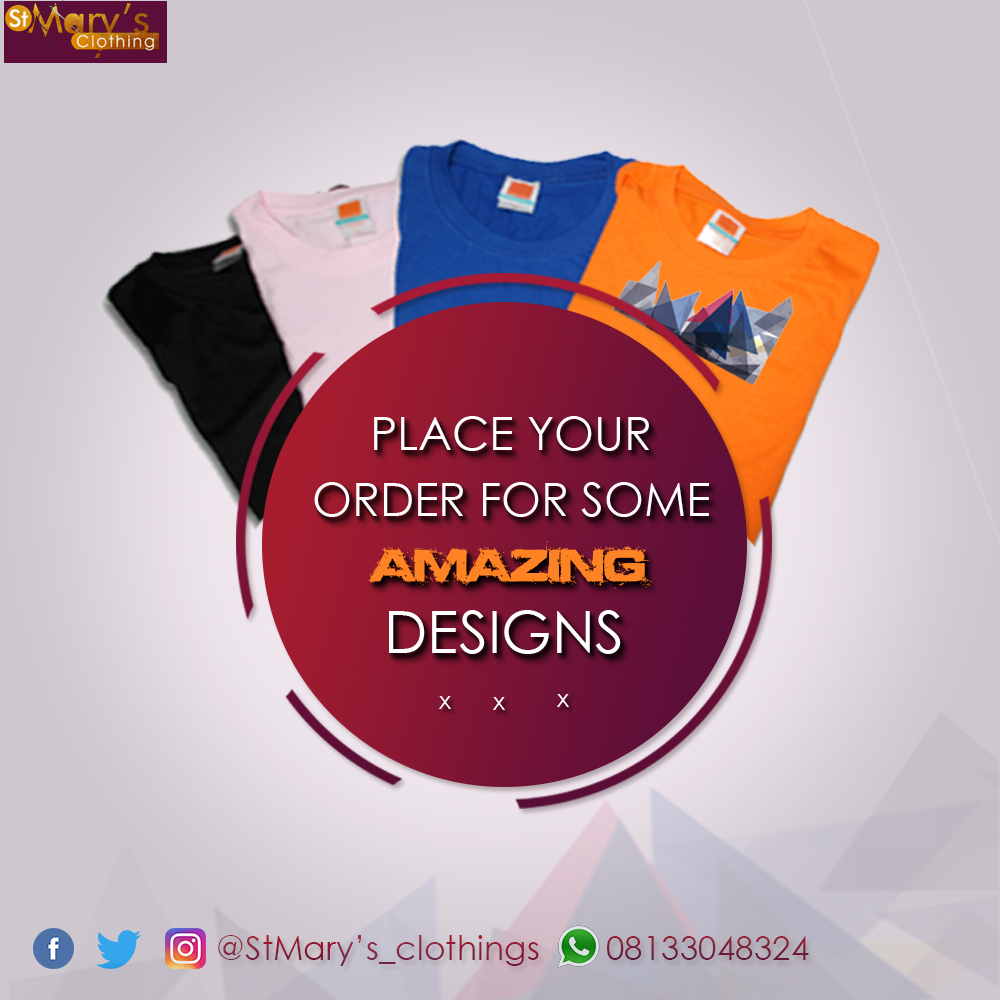 St Mary's
Clothing
PLACE YOUR
ORDER FOR SOME
AMAZING
DESIGNS
x x x
@StMary's_clothings 08133048324